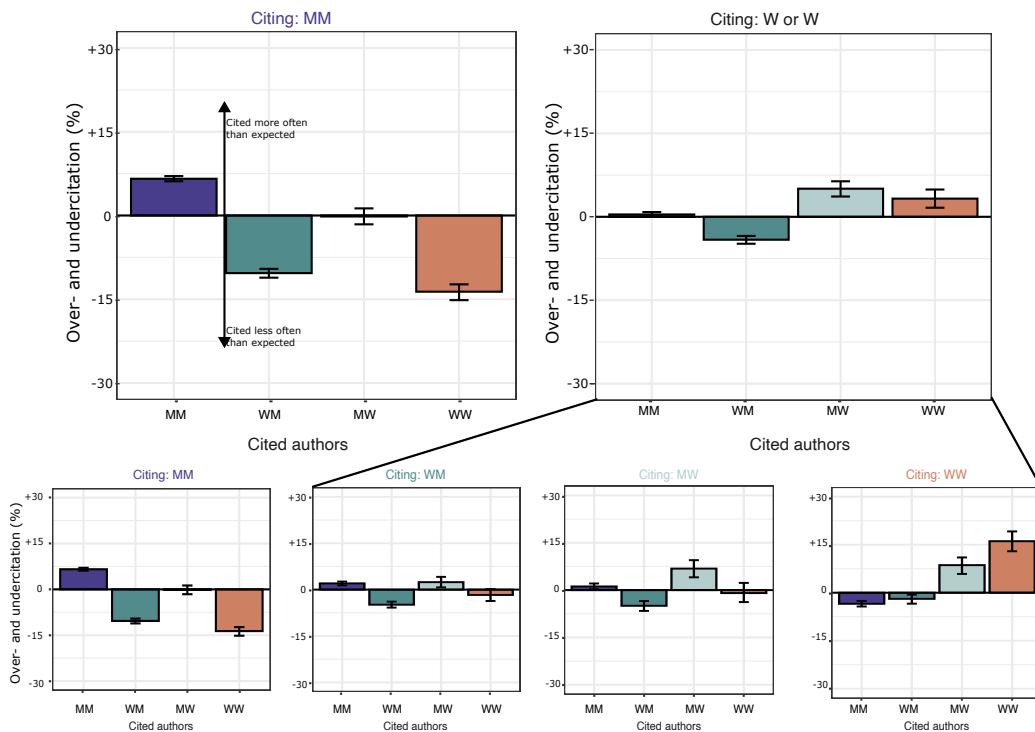 Citing: MM
Citing: W or W
Over- and undercitation (%)
+30
+15
0
-15
-30
Cited more often
than expected
Cited less often
than expected
MM WM MW WW
Over- and undercitation (%)
+30
+15
0
-15
-30
MM WM MW WW
Cited authors
Cited authors
Citing: MM
Citing: WM
Citing: MW
Citing: WW
Over- and undercitation (%)
+30
+15
0
-15
-30
MM WM MW WW
Cited authors
+30
+15
0
-15
-30
MM WM MW WW
Cited authors
+30
+15
0
-15
-30
MM WM MW WW
Cited authors
+30
+15
0
-15
-30
MM WM MW WW
Cited authors